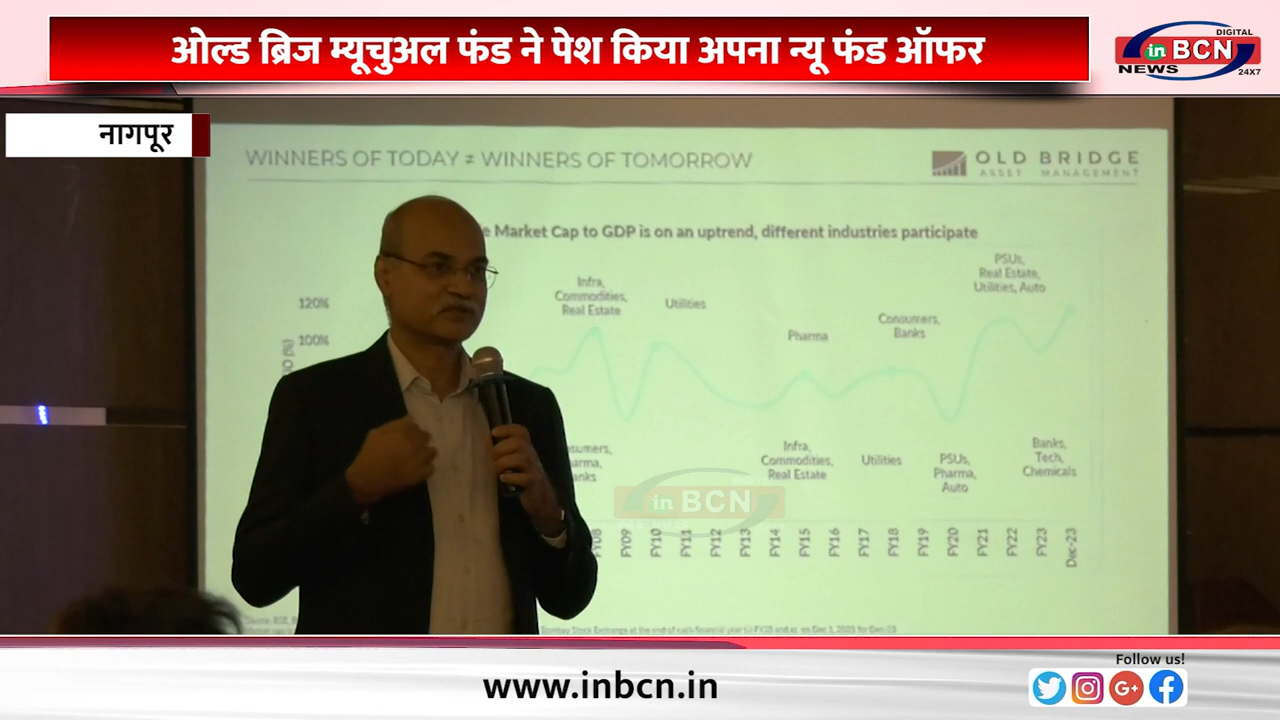 ओल्ड ब्रिज म्यूचुअल फंड ने पेश किया अपना न्यू फंड ऑफर
DIGITAL
in BCN
NEWS
24X7
नागपूर
WINNERS OF TODAY ≠ WINNERS OF TOMORROW
OLD BRIDGE
ASSET MANAGEMENT
Market Cap to GDP is on an uptrend, different industries participate
PSUs,
Real Estate,
Utilities, Auto
Infra,
Commodities,
Real Estate
Utilities
120%
Consumers,
Banks
Pharma
100%
Infra,
Commodities,
Real Estate
Utilities
PSUs,
Pharma,
Auto
Banks,
Tech,
Chemicals
in BCN
NEWS
FY08
FY09
FY10
FY11
FY12
FY13
FY14
FY15
FY16
FY17
FY18
FY19
FY20
FY21
FY22
FY23
Dec-23
Follow us!
www.inbcn.in